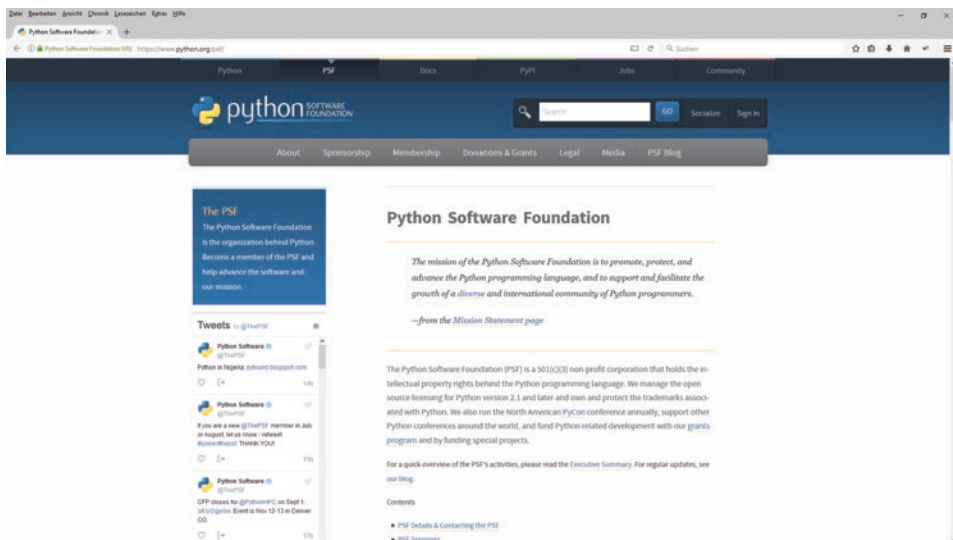 Datei Bearbeiten Ansicht Chronik Lesezeichen Extras Hilfe
Python Software Foundatio
Python Software Foundation (US) https://www.python.org/psf/
Suchen
Python PSF Docs PyPI Jobs Community
python SOFTWARE FOUNDATION
Search GO Socialize Sign In
About Sponsorship Membership Donations & Grants Legal Media PSF Blog
The PSF
The Python Software Foundation
is the organization behind Python.
Become a member of the PSF and
help advance the software and
our mission.
Tweets by @ThePSF
Python Software
@ThePSF
Python in Nigeria: pyfound.blogspot.com
14h
Python Software
@ThePSF
If you are a new @ThePSF member in July
or August, let us know - retweet
#joinedthepsf. THANK YOU!
Python Software
@ThePSF
CFP closes for @PythonHPC on Sept 1:
Event is Nov 12-13 in Denver
CO.
Python Software Foundation
The mission of the Python Software Foundation is to promote, protect, and
advance the Python programming language, and to support and facilitate the
growth of a diverse and international community of Python programmers.
—from the Mission Statement page
The Python Software Foundation (PSF) is a 501(c)(3) non-profit corporation that holds the in-
tellectual property rights behind the Python programming language. We manage the open
source licensing for Python version 2.1 and later and own and protect the trademarks associ-
ated with Python. We also run the North American PyCon conference annually, support other
Python conferences around the world, and fund Python related development with our grants
program and by funding special projects.
For a quick overview of the PSF's activities, please read the Executive Summary. For regular updates, see
our blog.
Contents
PSF Details & Contacting the PSF
PSF Sponsors